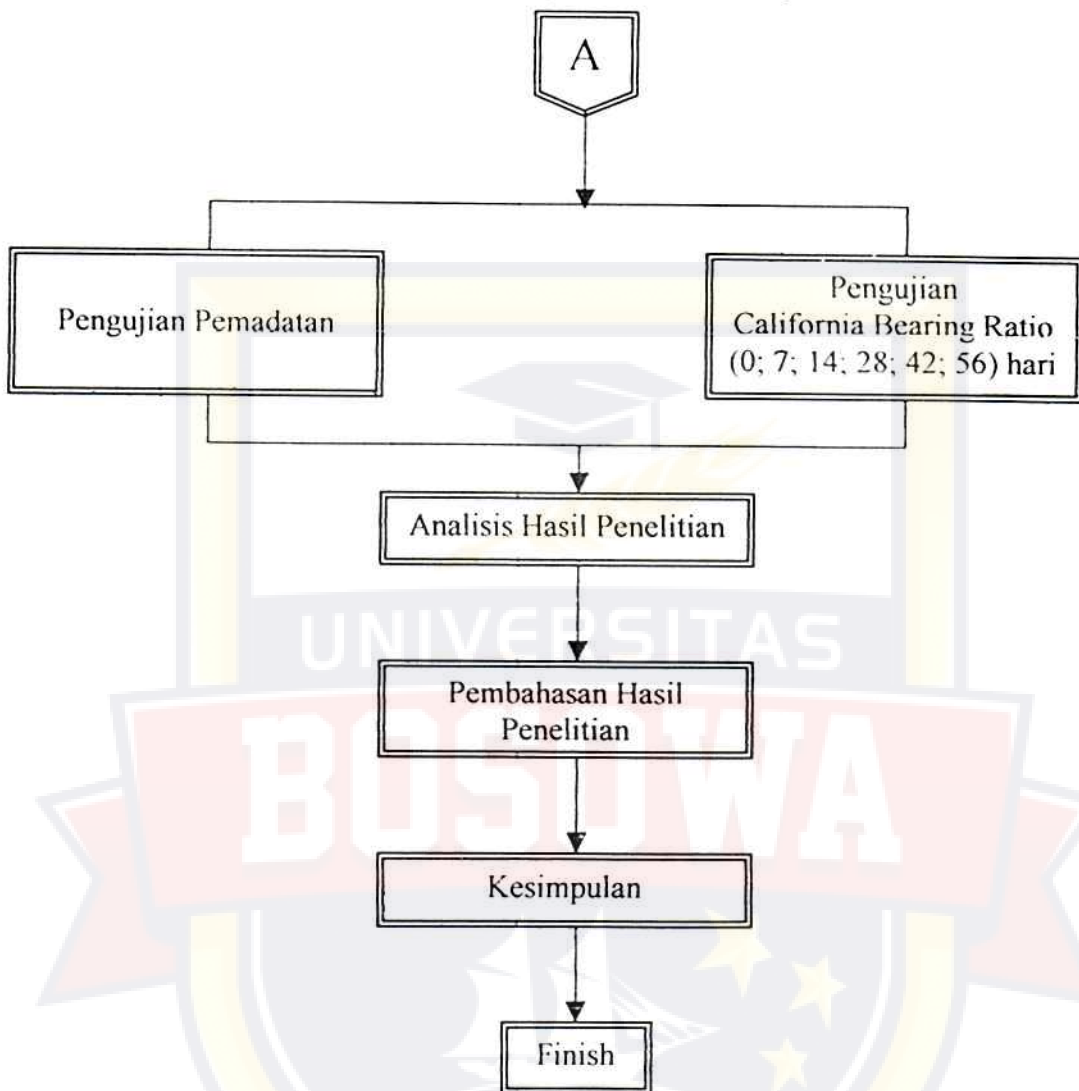 A
Pengujian Pemadatan
Pengujian
California Bearing Ratio
(0; 7; 14; 28; 42; 56) hari
Analisis Hasil Penelitian
UNIVERSITAS
Pembahasan Hasil
Penelitian
BOSOWA
Kesimpulan
Finish